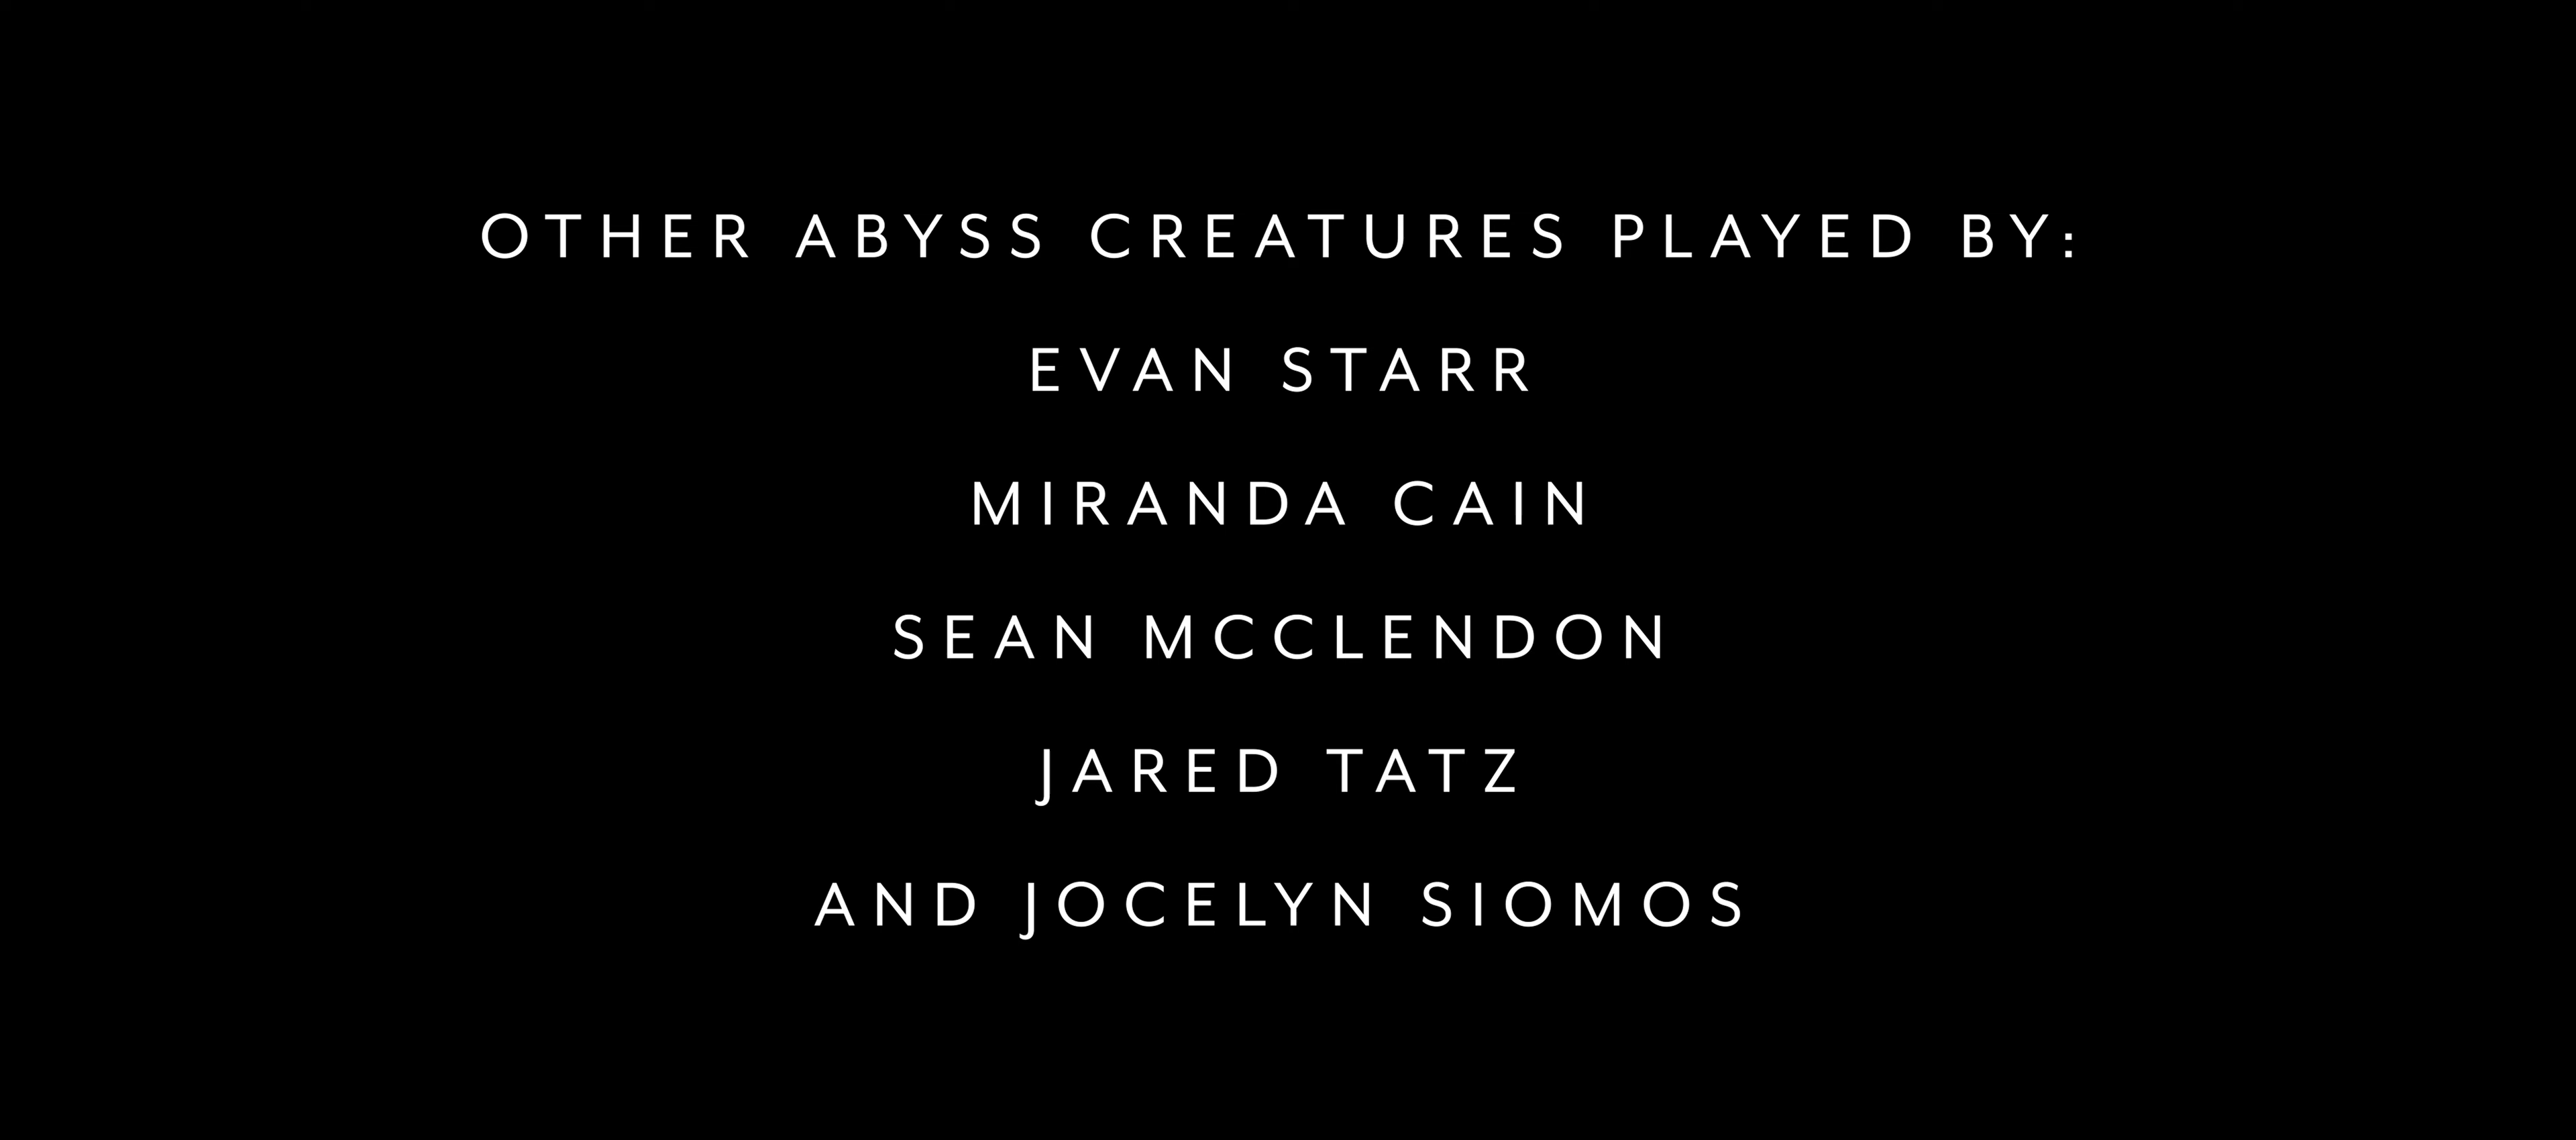 OTHER ABYSS CREATURES PLAYED BY:
EVAN STARR
MIRANDA CAIN
SEAN MCCLENDON
JARED TATZ
AND JOCELYN SIOMOS